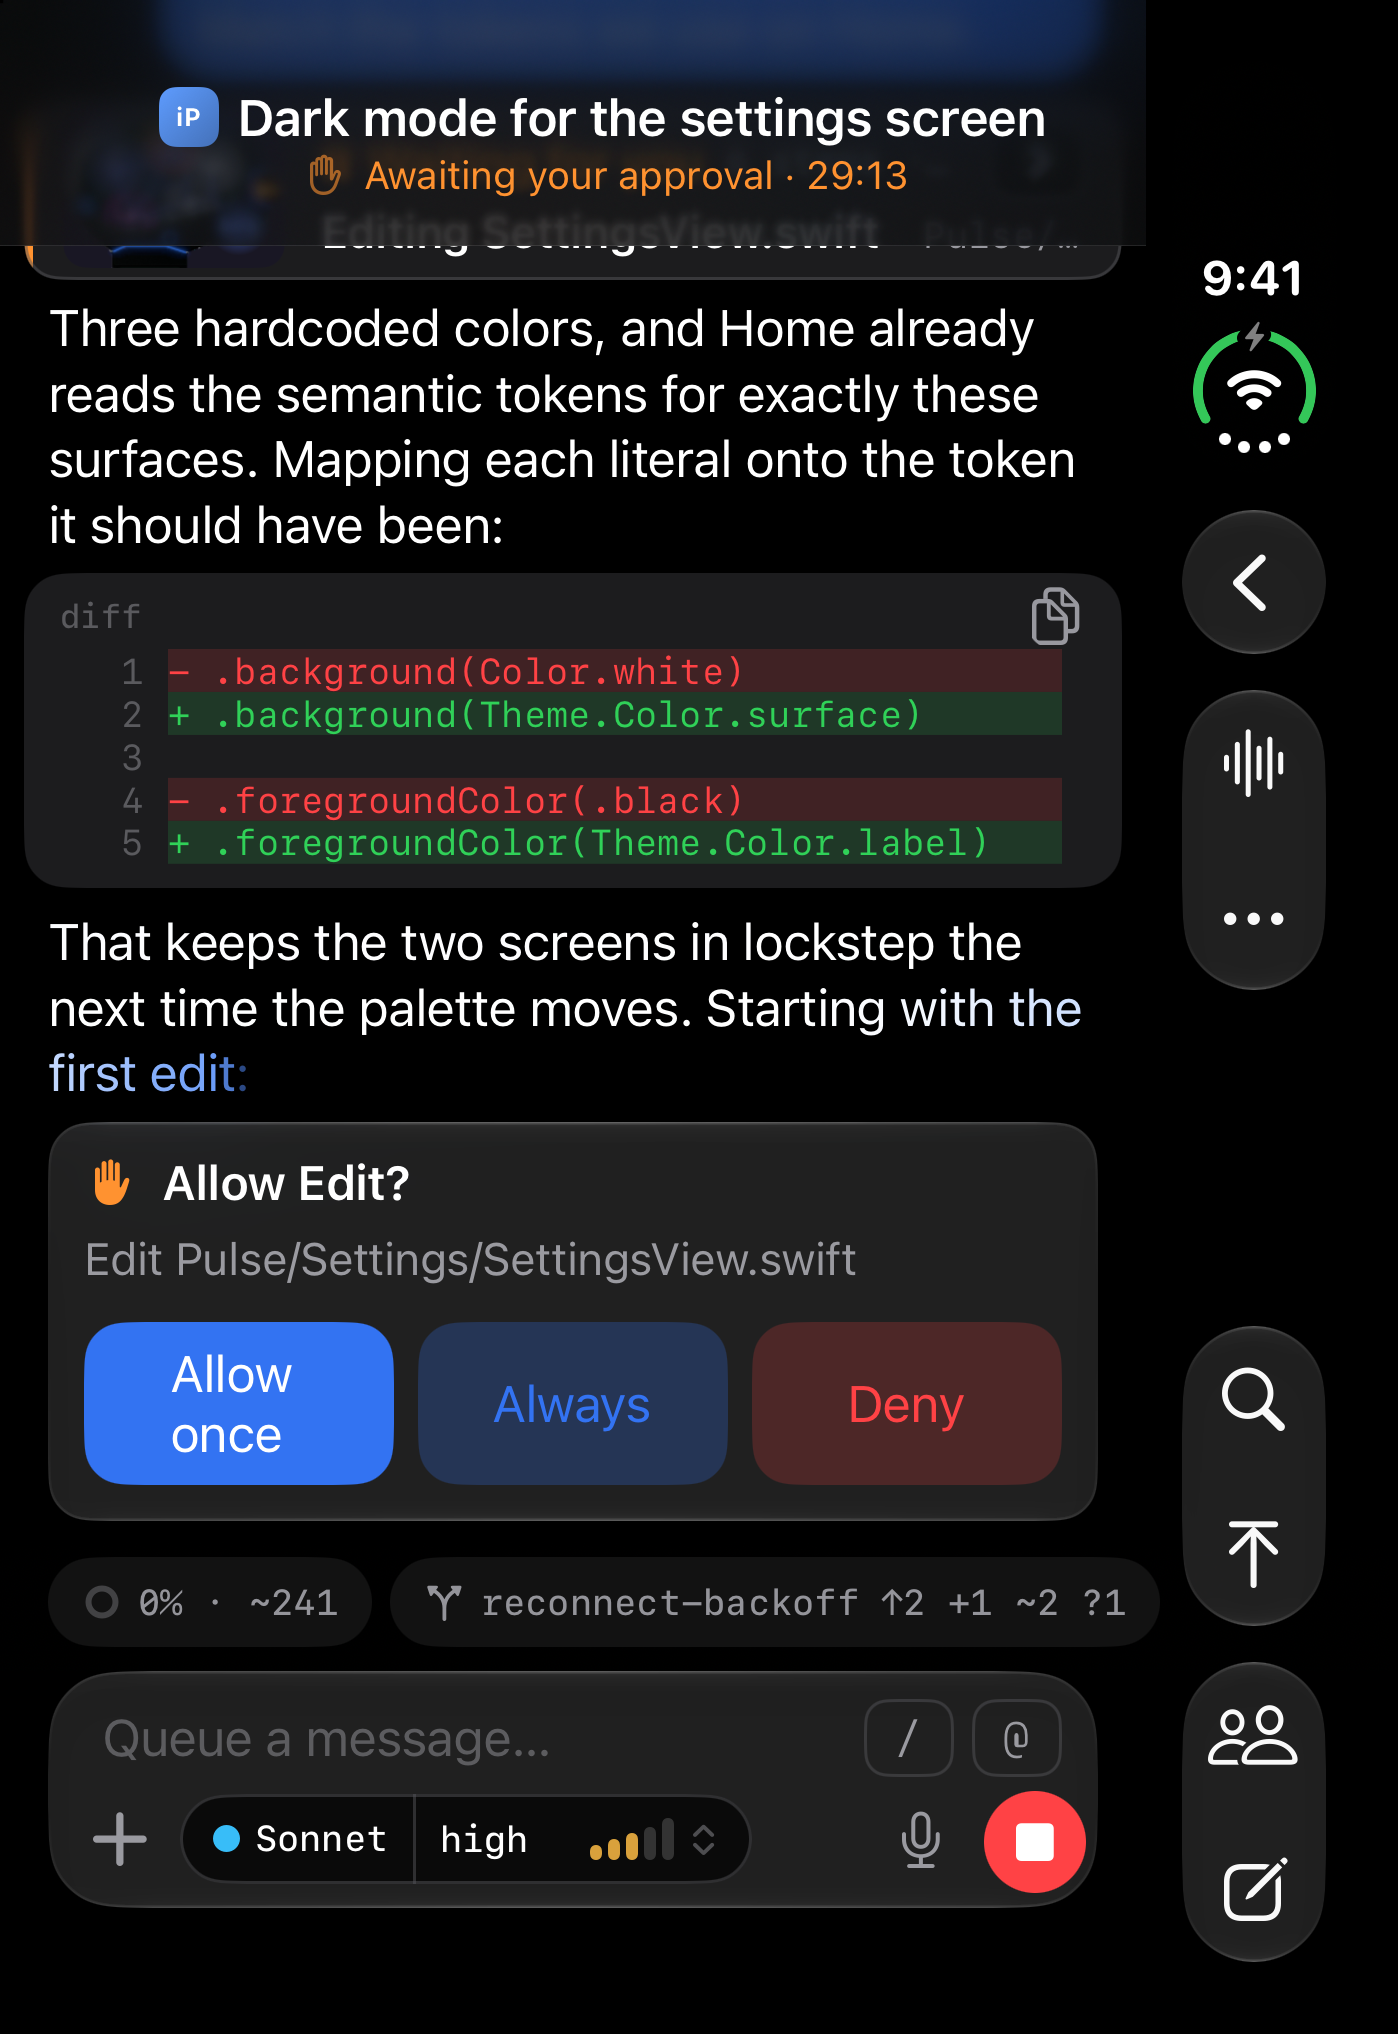 iP Dark mode for the settings screen
Awaiting your approval · 29:13
Editing SettingsView.swift Pulse/…
9:41
Three hardcoded colors, and Home already
reads the semantic tokens for exactly these
surfaces. Mapping each literal onto the token
it should have been:
diff
1 - .background(Color.white)
2 + .background(Theme.Color.surface)
3
4 - .foregroundColor(.black)
5 + .foregroundColor(Theme.Color.label)
That keeps the two screens in lockstep the
next time the palette moves. Starting with the
first edit:
Allow Edit?
Edit Pulse/Settings/SettingsView.swift
Allow
once
Always
Deny
0% · ~241
reconnect-backoff ↑2 +1 ~2 ?1
Queue a message...
/ @
Sonnet high